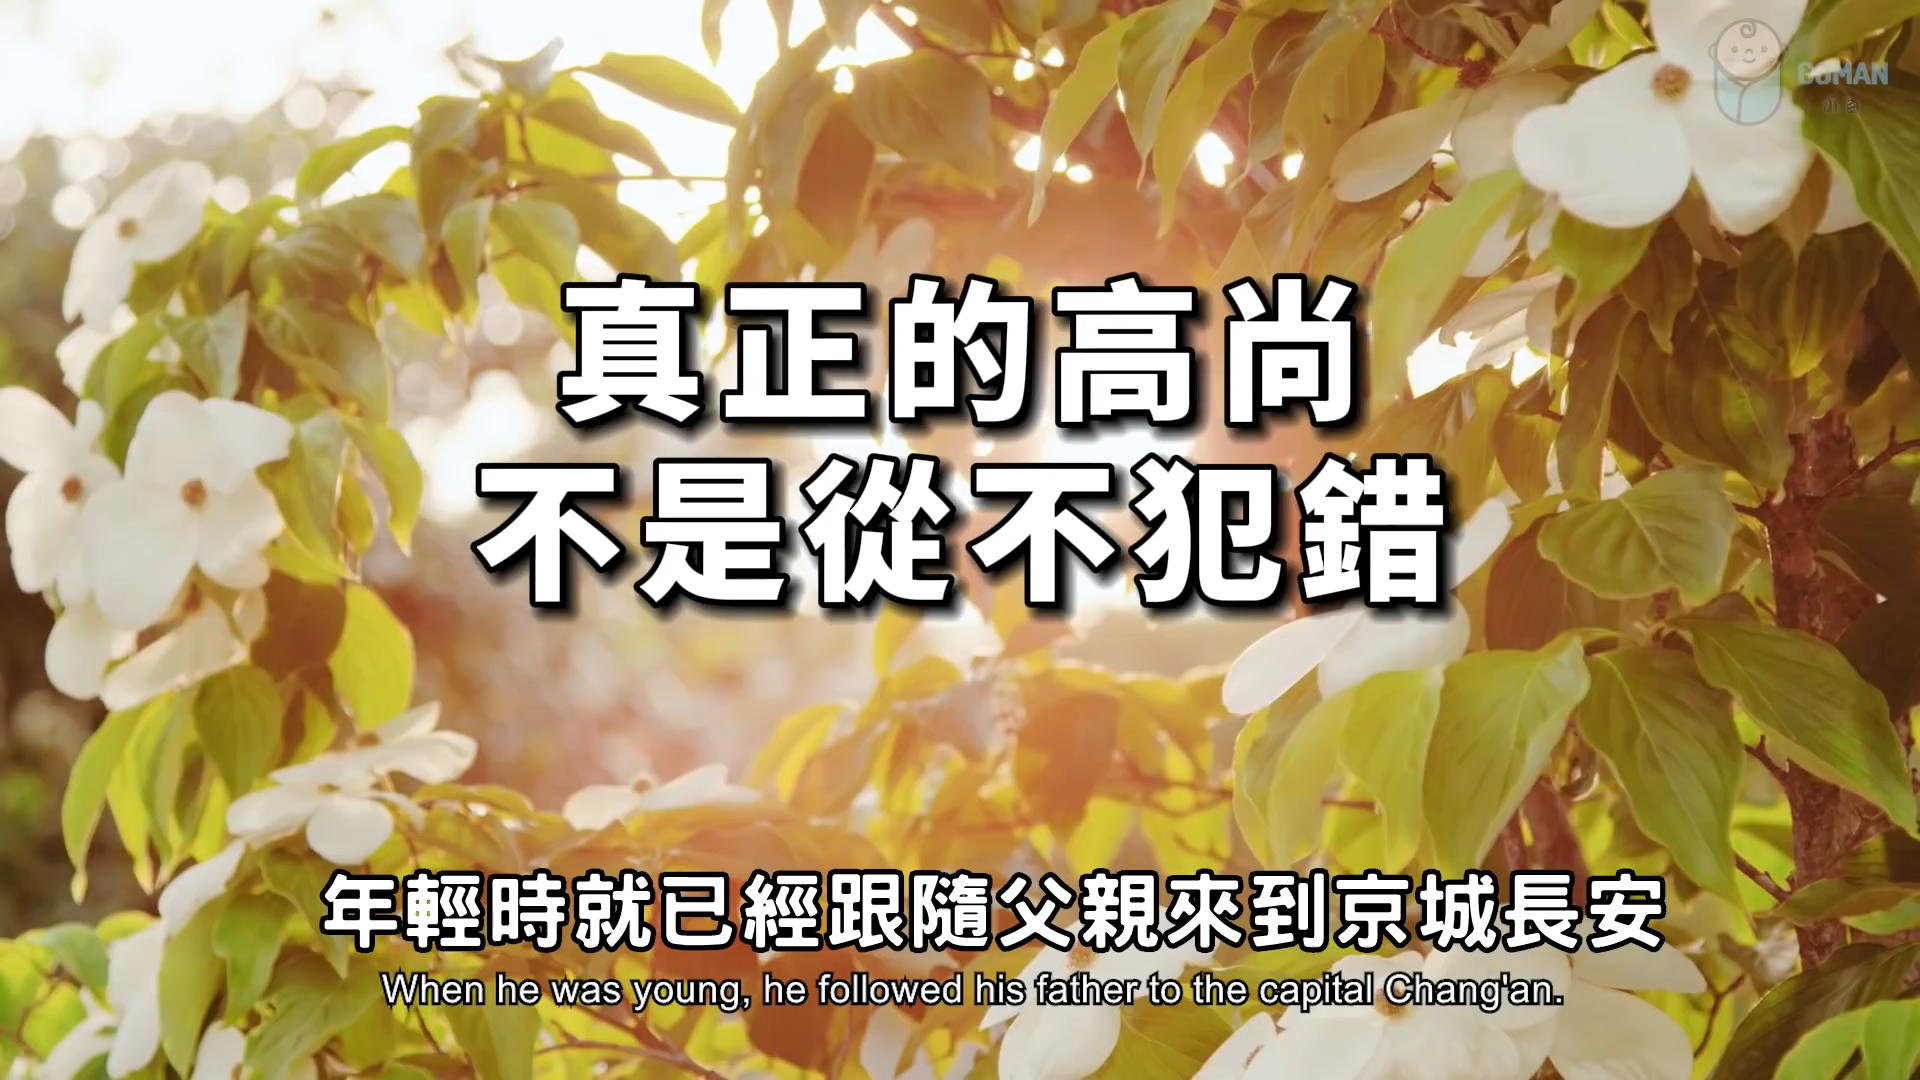 GOMAN
真正的高尚
不是從不犯錯
年輕時就已經跟隨父親來到京城長安
When he was young, he followed his father to the capital Chang'an.